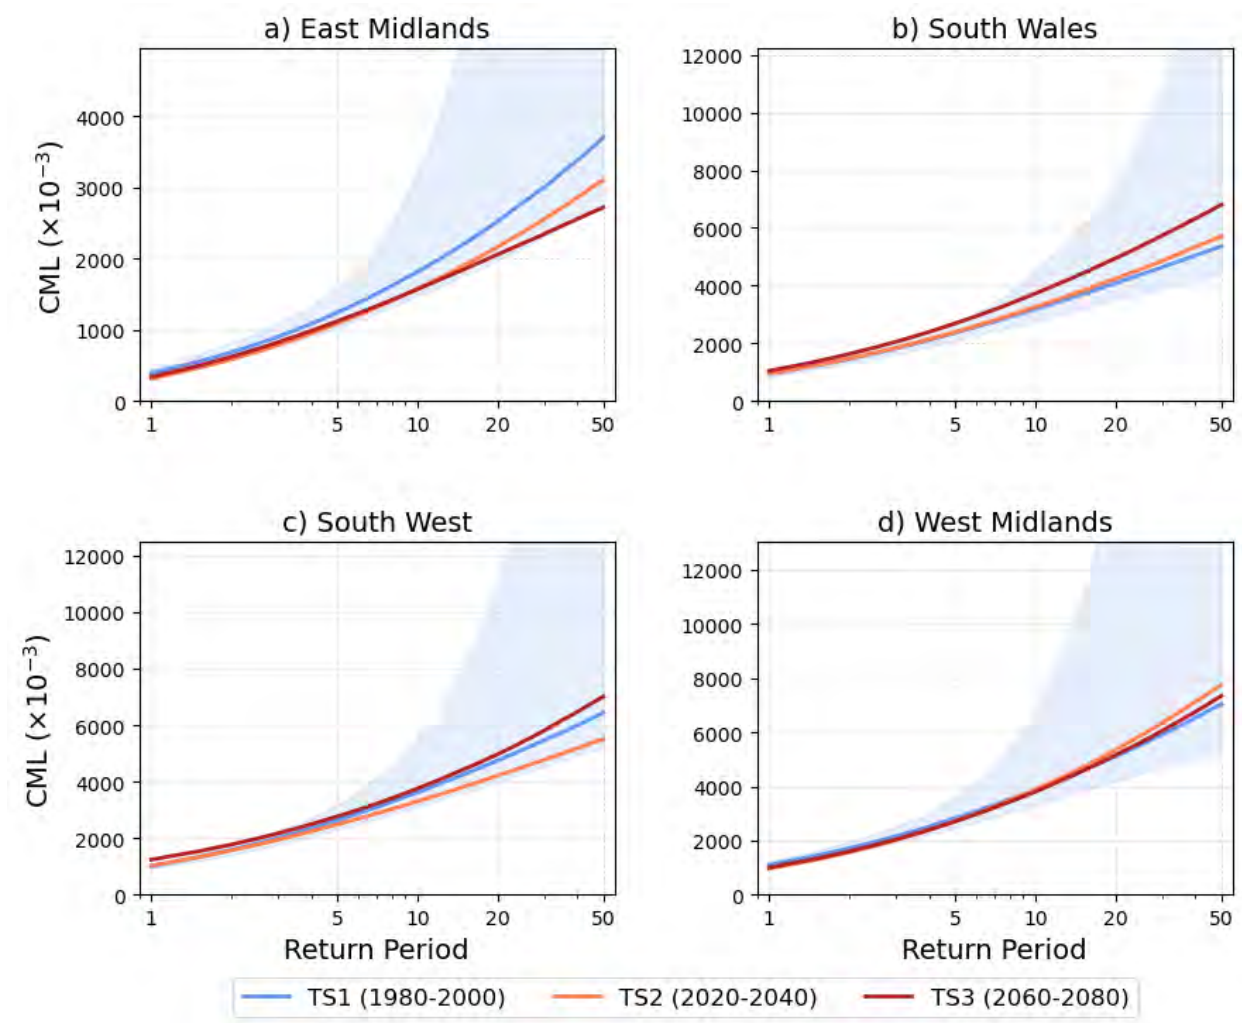 a) East Midlands
b) South Wales
CML (×10⁻³)
4000
3000
2000
1000
0
1 5 10 20 50
12000
10000
8000
6000
4000
2000
0
1 5 10 20 50
c) South West
d) West Midlands
CML (×10⁻³)
12000
10000
8000
6000
4000
2000
0
1 5 10 20 50
Return Period
12000
10000
8000
6000
4000
2000
0
1 5 10 20 50
Return Period
TS1 (1980-2000) TS2 (2020-2040) TS3 (2060-2080)